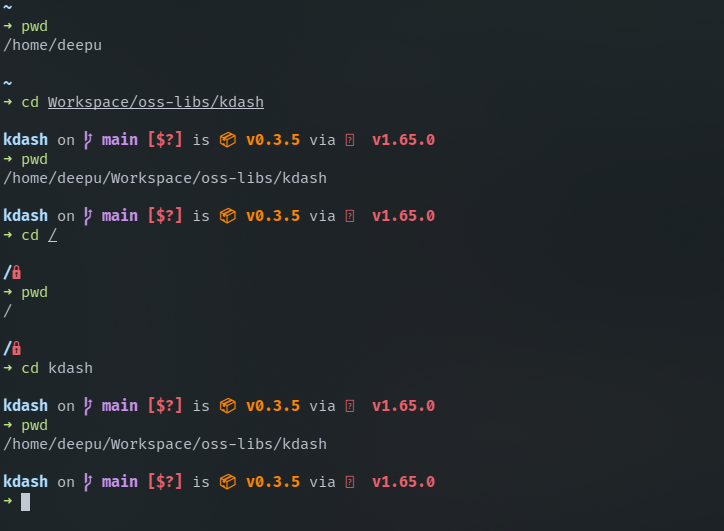 ~
→ pwd
/home/deepu
~
→ cd Workspace/oss-libs/kdash
kdash on main [$?] is 📦 v0.3.5 via v1.65.0
→ pwd
/home/deepu/Workspace/oss-libs/kdash
kdash on main [$?] is 📦 v0.3.5 via v1.65.0
→ cd /
/🔒
→ pwd
/
/🔒
→ cd kdash
kdash on main [$?] is 📦 v0.3.5 via v1.65.0
→ pwd
/home/deepu/Workspace/oss-libs/kdash
kdash on main [$?] is 📦 v0.3.5 via v1.65.0
→